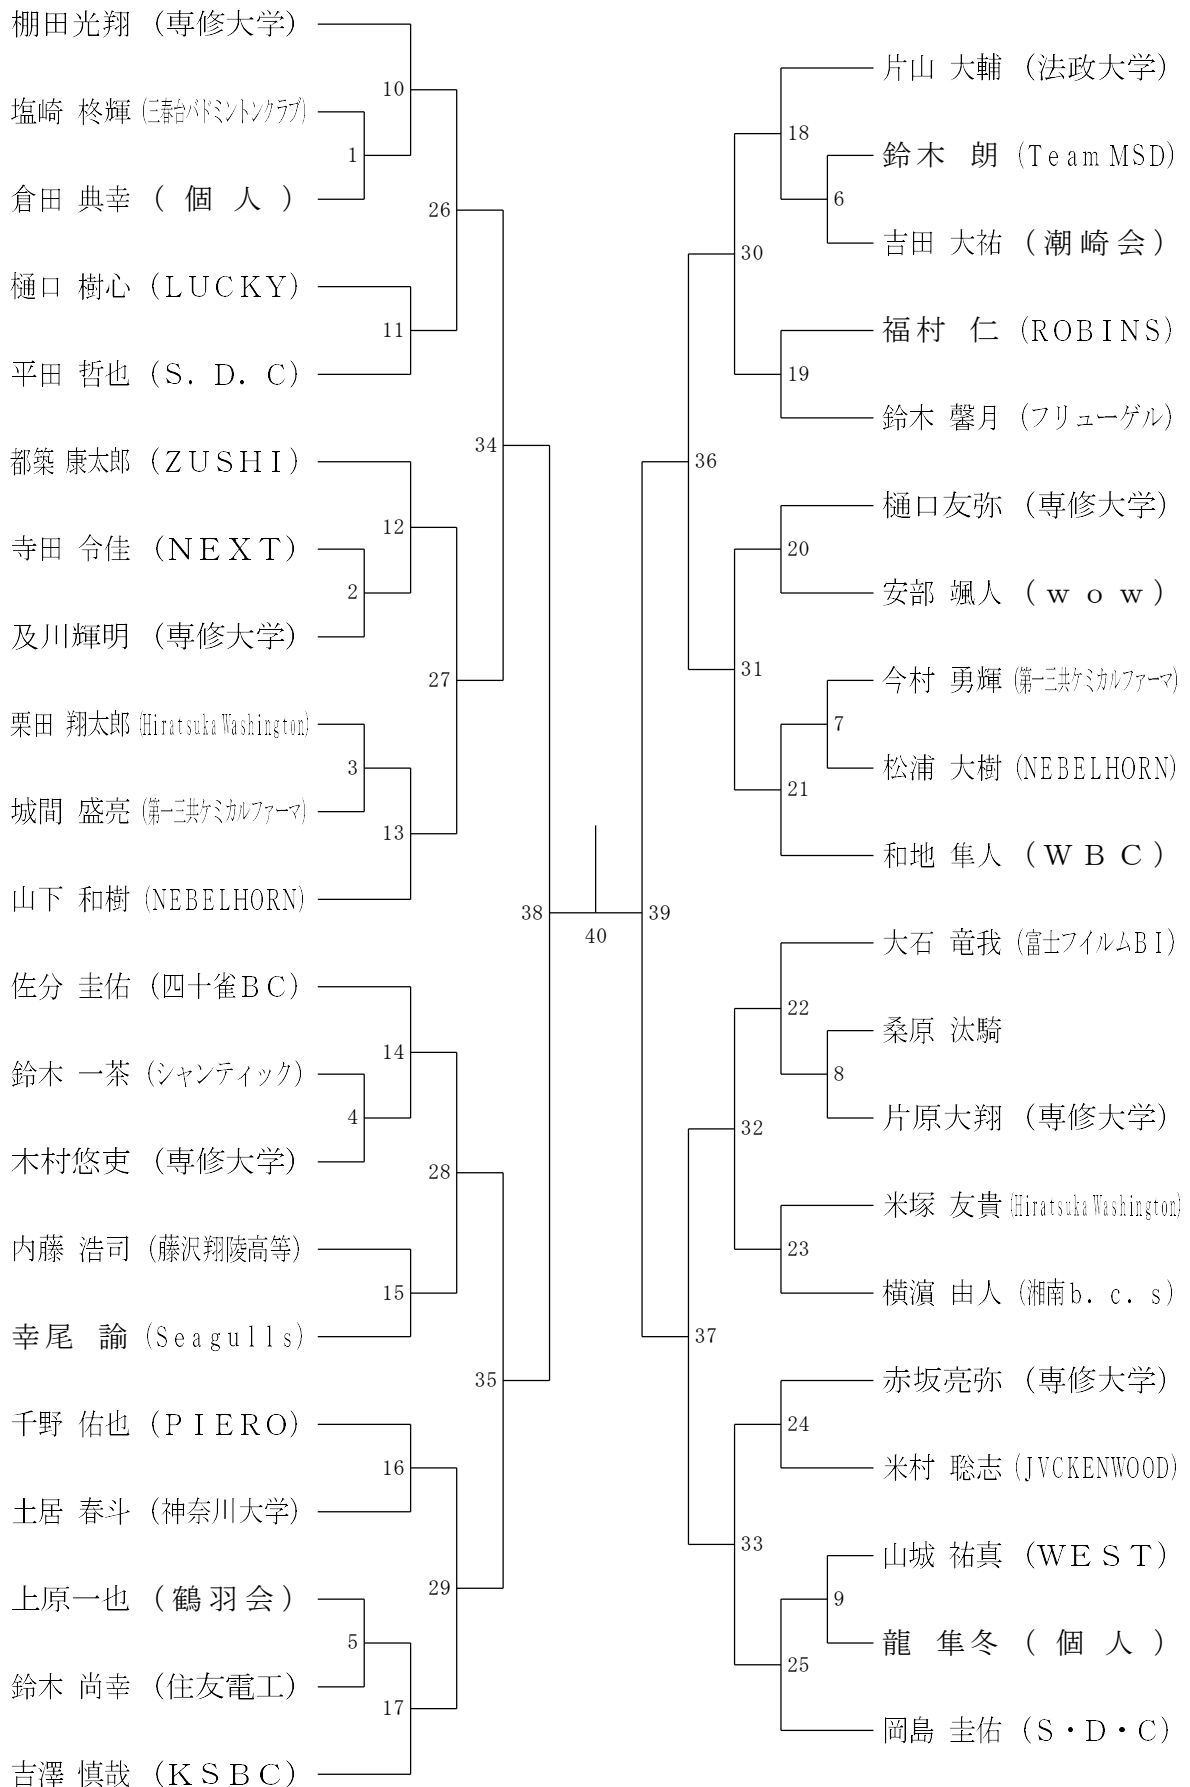 棚田光翔 (専修大学)
塩崎 柊輝 (三春台バドミントンクラブ)
倉田 典幸 ( 個 人 )
樋口 樹心 (LUCKY)
平田 哲也 (S. D. C)
都築 康太郎 (ZUSHI)
寺田 令佳 (NEXT)
及川輝明 (専修大学)
栗田 翔太郎 (Hiratsuka Washington)
城間 盛亮 (第一三共ケミカルファーマ)
山下 和樹 (NEBELHORN)
佐分 圭佑 (四十雀BC)
鈴木 一茶 (シャンティック)
木村悠吏 (専修大学)
内藤 浩司 (藤沢翔陵高等)
幸尾 諭 (Seagulls)
千野 佑也 (PIERO)
土居 春斗 (神奈川大学)
上原一也 (鶴羽会)
鈴木 尚幸 (住友電工)
吉澤 慎哉 (KSBC)
1
2
3
4
5
10
11
12
13
14
15
16
17
26
27
28
29
34
35
38
40
39
36
37
30
31
32
33
18
19
20
21
22
23
24
25
6
7
8
9
片山 大輔 (法政大学)
鈴木 朗 (Team MSD)
吉田 大祐 (潮崎会)
福村 仁 (ROBINS)
鈴木 馨月 (フリューゲル)
樋口友弥 (専修大学)
安部 颯人 (wow)
今村 勇輝 (第一三共ケミカルファーマ)
松浦 大樹 (NEBELHORN)
和地 隼人 (WBC)
大石 竜我 (富士フイルムBI)
桑原 汰騎
片原大翔 (専修大学)
米塚 友貴 (Hiratsuka Washington)
横濵 由人 (湘南b. c. s)
赤坂亮弥 (専修大学)
米村 聡志 (JVCKENWOOD)
山城 祐真 (WEST)
龍 隼冬 ( 個 人 )
岡島 圭佑 (S・D・C)